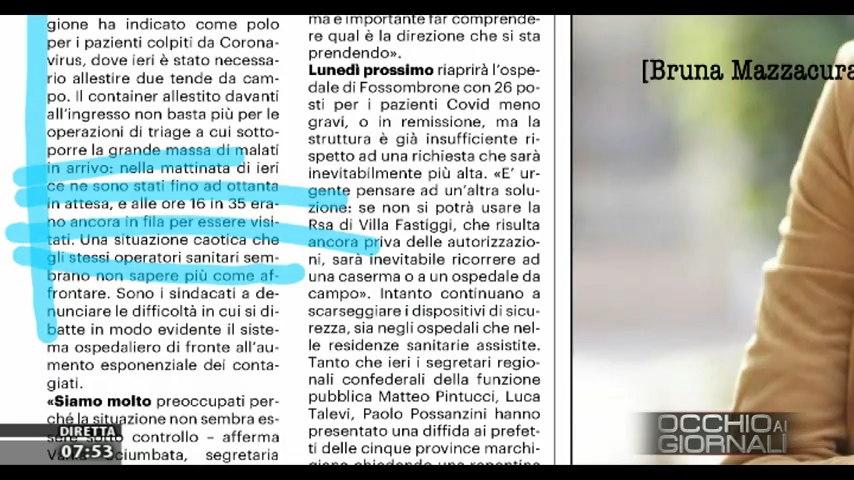 gione ha indicato come polo
per i pazienti colpiti da Corona-
virus, dove ieri è stato necessa-
rio allestire due tende da cam-
po. Il container allestito davanti
all'ingresso non basta più per le
operazioni di triage a cui sotto-
porre la grande massa di malati
in arrivo: nella mattinata di ieri
ce ne sono stati fino ad ottanta
in attesa, e alle ore 16 in 35 era-
no ancora in fila per essere visi-
tati. Una situazione caotica che
gli stessi operatori sanitari sem-
brano non sapere più come af-
frontare. Sono i sindacati a de-
nunciare le difficoltà in cui si di-
batte in modo evidente il siste-
ma ospedaliero di fronte all'au-
mento esponenziale dei conta-
giati.
«Siamo molto preoccupati per-
ché la situazione non sembra es-
sere sotto controllo – afferma
Sciumbata, segretaria
ma è importante far comprende-
re qual è la direzione che si sta
prendendo».
Lunedì prossimo riaprirà l'ospe-
dale di Fossombrone con 26 po-
sti per i pazienti Covid meno
gravi, o in remissione, ma la
struttura è già insufficiente ri-
spetto ad una richiesta che sarà
inevitabilmente più alta. «E' ur-
gente pensare ad un'altra solu-
zione: se non si potrà usare la
Rsa di Villa Fastiggi, che risulta
ancora priva delle autorizzazio-
ni, sarà inevitabile ricorrere ad
una caserma o a un ospedale da
campo». Intanto continuano a
scarseggiare i dispositivi di sicu-
rezza, sia negli ospedali che nel-
le residenze sanitarie assistite.
Tanto che ieri i segretari regio-
nali confederali della funzione
pubblica Matteo Pintucci, Luca
Talevi, Paolo Possanzini hanno
presentato una diffida ai prefet-
ti delle cinque province marchi-
giane chiedendo una repentina
[Bruna Mazzacura
DIRETTA
07:53
OCCHIO AI
GIORNALI